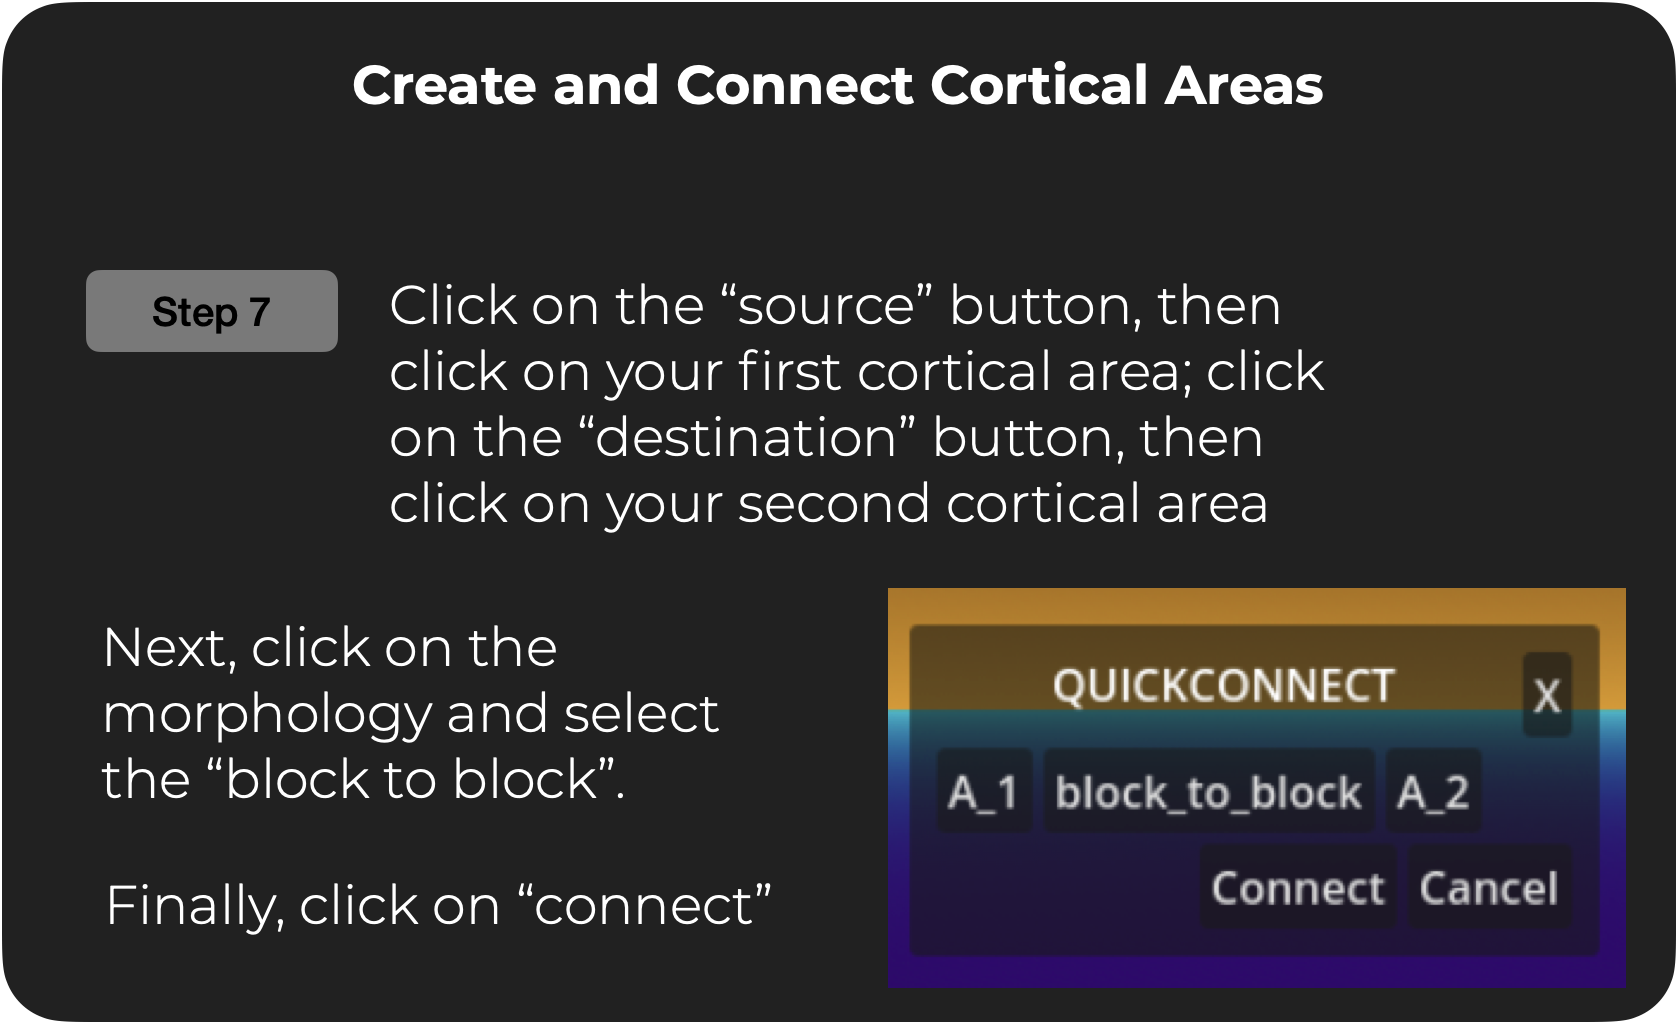 Create and Connect Cortical Areas
Step 7
Click on the “source” button, then
click on your first cortical area; click
on the “destination” button, then
click on your second cortical area
Next, click on the
morphology and select
the “block to block”.
Finally, click on “connect”
QUICKCONNECT
X
A_1 block_to_block A_2
Connect Cancel